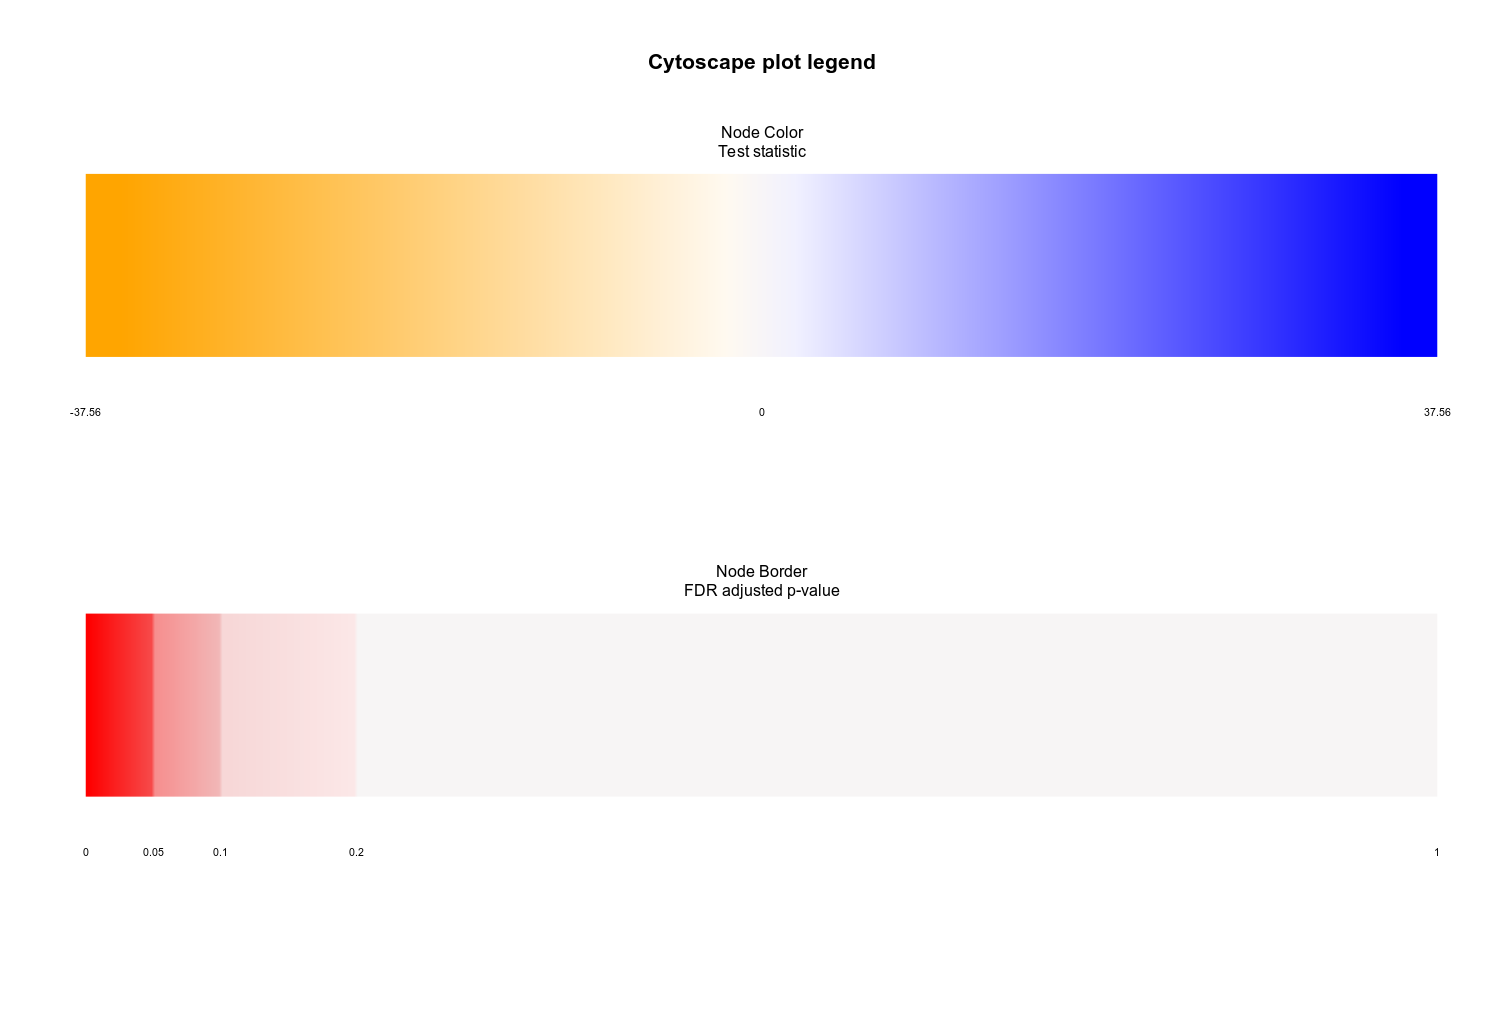 Cytoscape plot legend
Node Color
Test statistic
-37.56 0 37.56
Node Border
FDR adjusted p-value
0 0.05 0.1 0.2 1